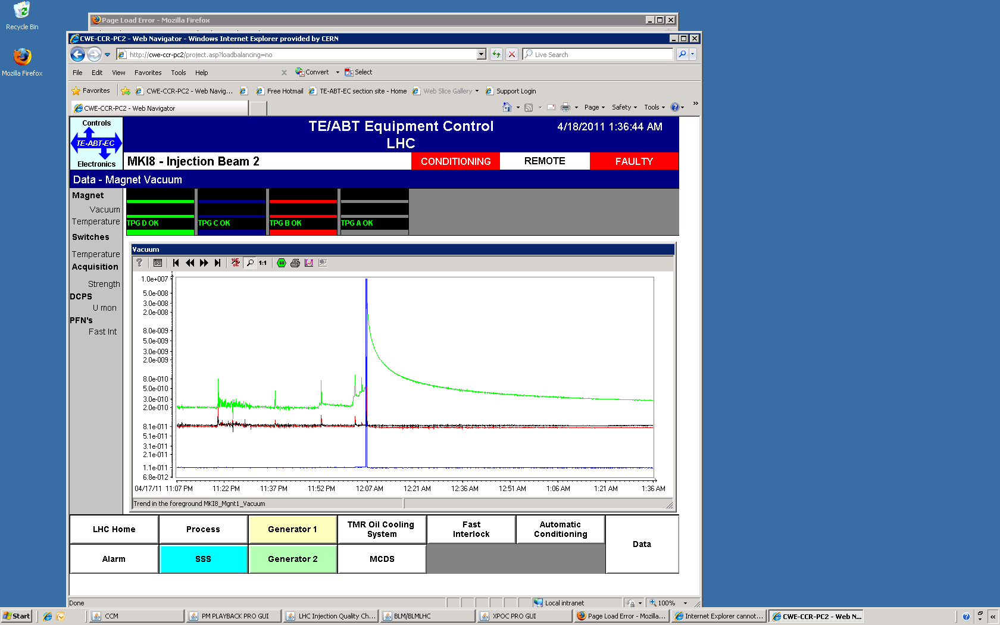 Recycle Bin
Mozilla Firefox
Page Load Error - Mozilla Firefox
CWE-CCR-PC2 - Web Navigator - Windows Internet Explorer provided by CERN
http://cwe-ccr-pc2/project.asp?loadbalancing=no
Live Search
File Edit View Favorites Tools Help
x Convert Select
Favorites CWE-CCR-PC2 - Web Navig... Free Hotmail TE-ABT-EC section site - Home Web Slice Gallery Support Login
CWE-CCR-PC2 - Web Navigator
Page Safety Tools »
Controls
TE-ABT-EC
Electronics
TE/ABT Equipment Control
LHC
4/18/2011 1:36:44 AM
MKI8 - Injection Beam 2
CONDITIONING
REMOTE
FAULTY
Data - Magnet Vacuum
Magnet
Vacuum
Temperature
Switches
Temperature
Acquisition
Strength
DCPS
U mon
PFN's
Fast Int
TPG D OK
TPG C OK
TPG B OK
TPG A OK
Vacuum
1:1
1.0e+007
5.0e-008
3.0e-008
2.0e-008
8.0e-009
5.0e-009
3.0e-009
2.0e-009
8.0e-010
5.0e-010
3.0e-010
2.0e-010
8.1e-011
5.1e-011
3.1e-011
2.1e-011
1.1e-011
6.8e-012
04/17/11 11:07 PM 11:22 PM 11:37 PM 11:52 PM 12:07 AM 12:21 AM 12:36 AM 12:51 AM 1:06 AM 1:21 AM 1:36 AM
Trend in the foreground MKI8_Mgnt1_Vacuum
LHC Home
Process
Generator 1
TMR Oil Cooling
System
Fast
Interlock
Automatic
Conditioning
Data
Alarm
SSS
Generator 2
MCDS
Done
Local intranet
100%
Start
CCM
PM PLAYBACK PRO GUI
LHC Injection Quality Ch...
BLM/BLMLHC
XPOC PRO GUI
Page Load Error - Mozilla...
Internet Explorer cannot...
CWE-CCR-PC2 - Web N...
«